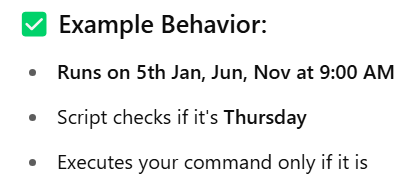 Example Behavior:
Runs on 5th Jan, Jun, Nov at 9:00 AM
Script checks if it's Thursday
Executes your command only if it is